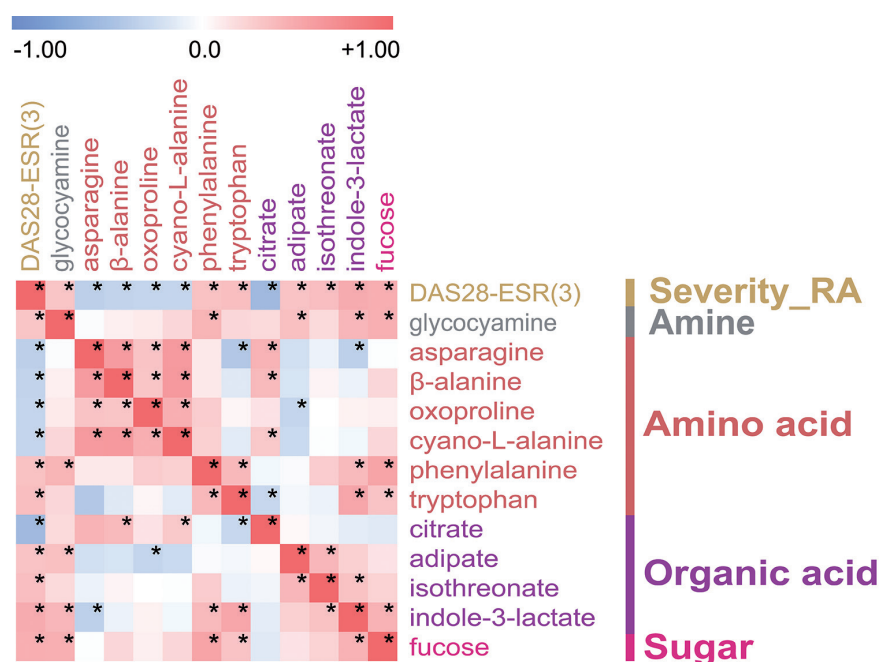 -1.00 0.0 +1.00
DAS28-ESR(3)
glycocyamine
asparagine
β-alanine
oxoproline
cyano-L-alanine
phenylalanine
tryptophan
citrate
adipate
isothreonate
indole-3-lactate
fucose
* * * * * * * * * * * * * DAS28-ESR(3) Severity_RA
* * * * * * glycocyamine Amine
* * * * * * * * asparagine
* * * * * * β-alanine
* * * * * * oxoproline
* * * * * * cyano-L-alanine
Amino acid
* * * * * * phenylalanine
* * * * * * * tryptophan
* * * * * citrate
* * * * * adipate
* * * * isothreonate
Organic acid
* * * * * * * * indole-3-lactate
* * * * * * fucose
Sugar